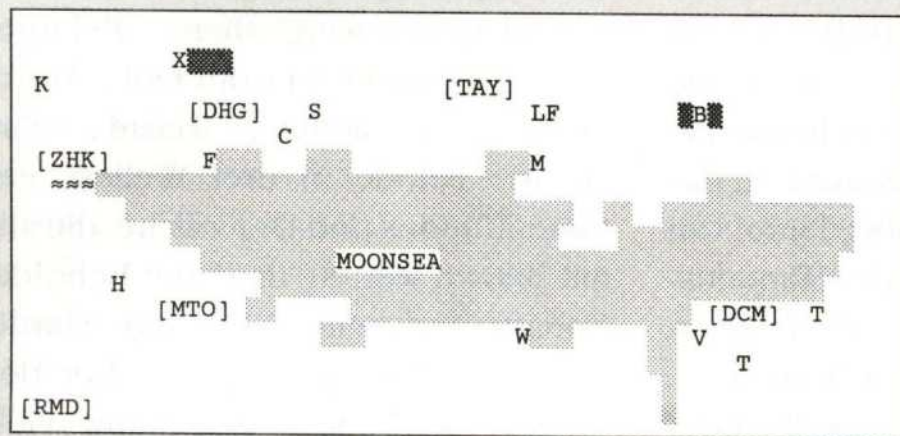 X
K
[DHG] S [TAY] LF B
C
[ZHK] F M
≈≈≈
MOONSEA
H
[MTO] [DCM] T
W V
T
[RMD]